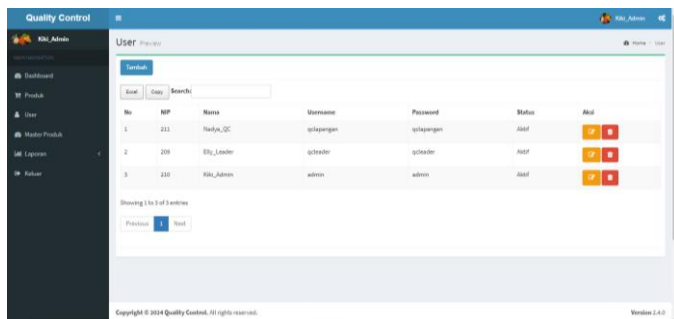 Quality Control
Kiki_Admin
Kiki_Admin
User Preview
Home > User
Dashboard
Produk
User
Master Produk
Laporan
Keluar
Tambah
Excel Copy Search:
No NIP Nama Username Password Status Aksi
1 211 Nadya_QC qclapangan qclapangan Aktif
2 209 Elly_Leader qcleader qcleader Aktif
3 210 Kiki_Admin admin admin Aktif
Showing 1 to 3 of 3 entries
Previous 1 Next
Copyright © 2024 Quality Control. All rights reserved.
Version 2.4.0